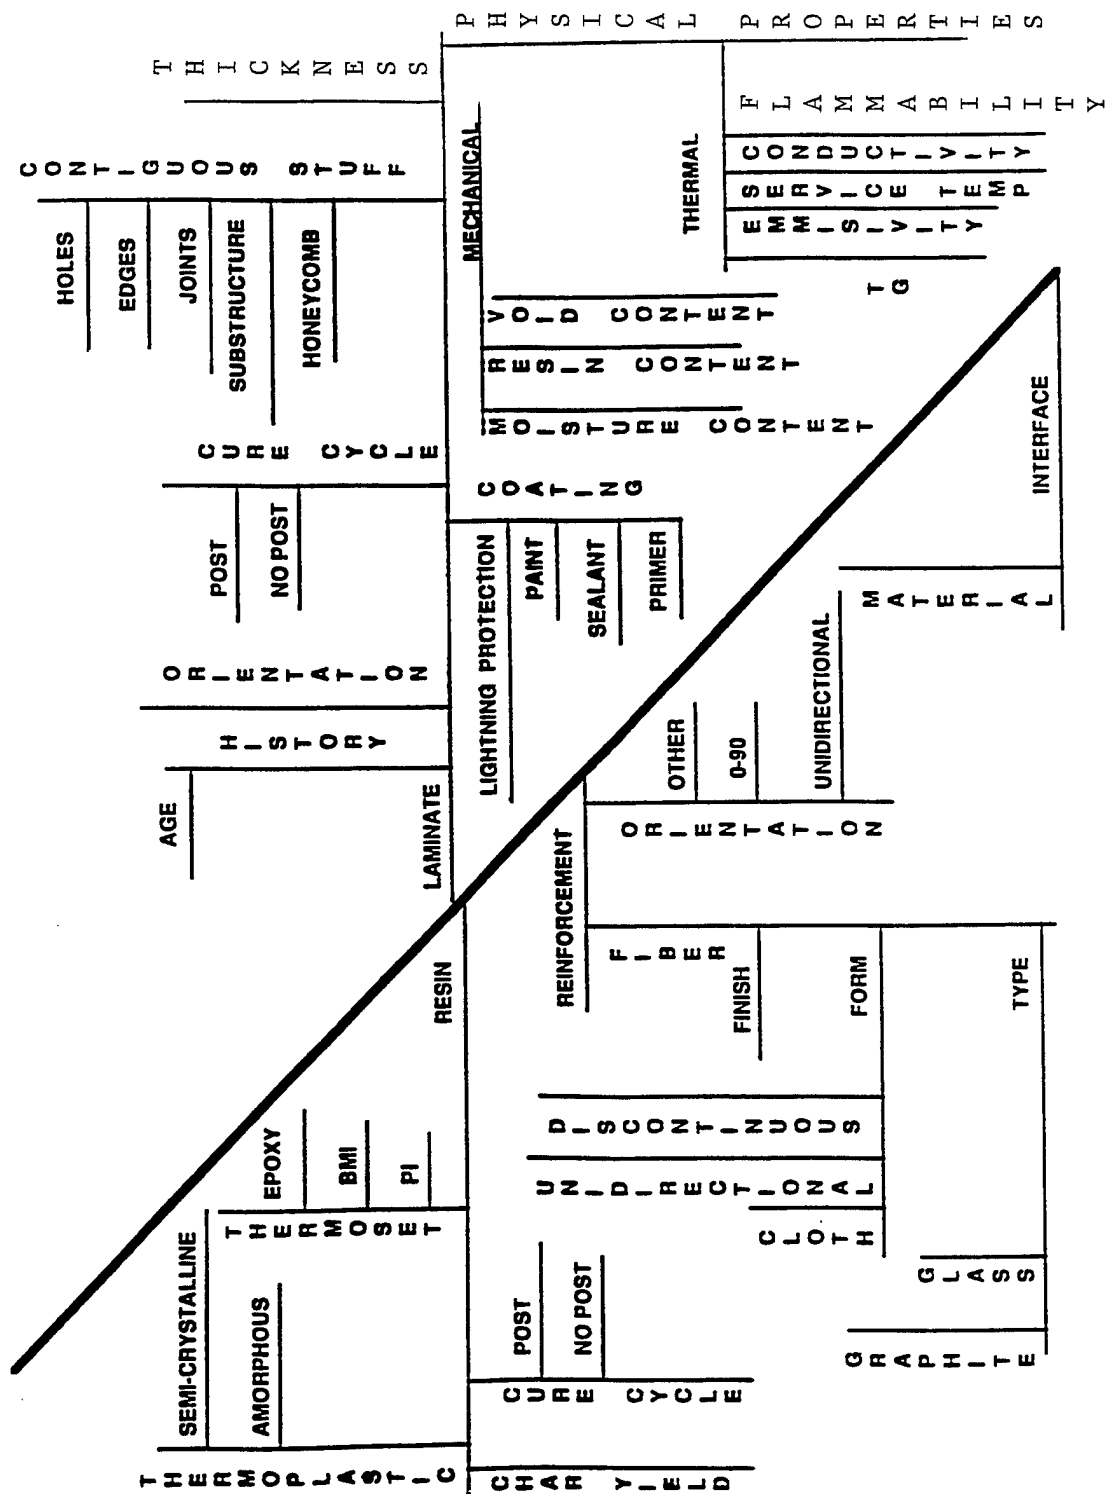 PHYSICAL PROPERTIES
THICKNESS
FLAMMABILITY
CONTIGUOUS STUFF
HOLES
EDGES
JOINTS
SUBSTRUCTURE
HONEYCOMB
MECHANICAL
THERMAL
CONDUCTIVITY
SERVICE TEMP
EMMISIVITY
TG
VOID CONTENT
RESIN CONTENT
MOISTURE CONTENT
CURE CYCLE
POST
NO POST
COATING
LIGHTNING PROTECTION
PAINT
SEALANT
PRIMER
INTERFACE
MATERIAL
ORIENTATION
HISTORY
AGE
LAMINATE
OTHER
0-90
UNIDIRECTIONAL
ORIENTATION
REINFORCEMENT
RESIN
FIBER
FINISH
FORM
TYPE
DISCONTINUOUS
UNIDIRECTIONAL
CLOTH
GLASS
GRAPHITE
EPOXY
BMI
PI
THERMOSET
SEMI-CRYSTALLINE
AMORPHOUS
THERMOPLASTIC
POST
NO POST
CURE CYCLE
CHAR YIELD